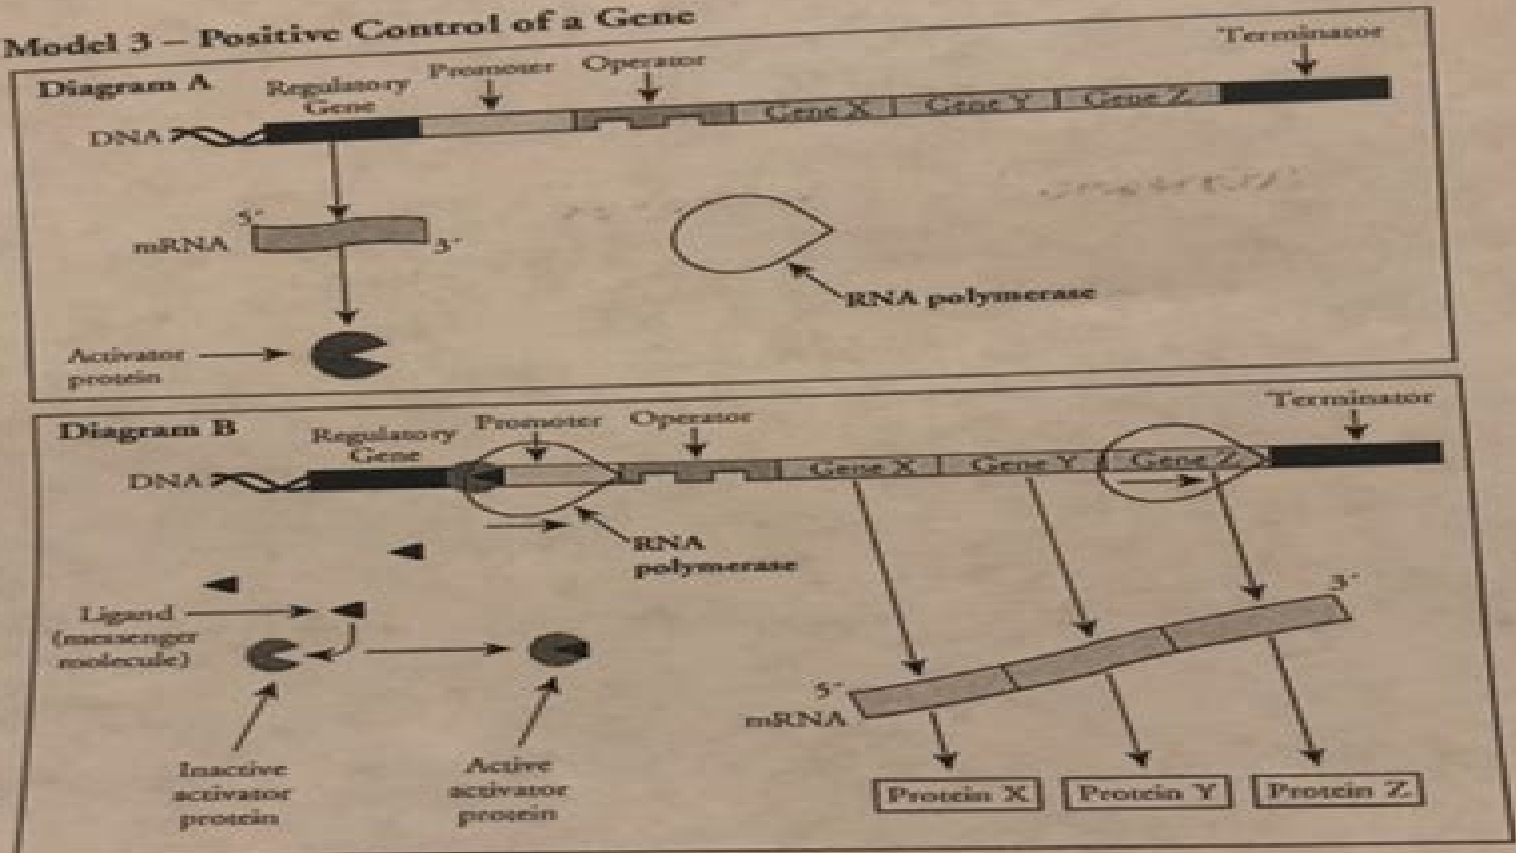 Model 3 – Positive Control of a Gene
Diagram A
Regulatory
Gene
Promoter
Operator
Terminator
DNA
Gene X
Gene Y
Gene Z
5'
mRNA
3'
RNA polymerase
Activator
protein
Diagram B
Regulatory
Gene
Promoter
Operator
Terminator
DNA
Gene X
Gene Y
Gene Z
RNA
polymerase
Ligand
(messenger
molecule)
3'
5'
mRNA
Inactive
activator
protein
Active
activator
protein
Protein X
Protein Y
Protein Z